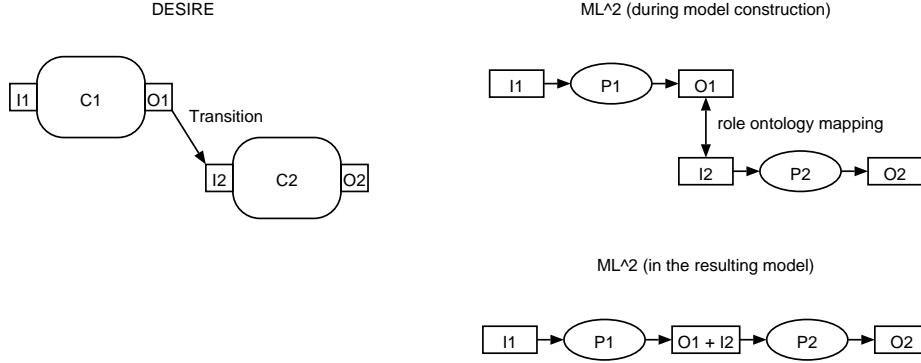 DESIRE
I1
C1
O1
Transition
I2
C2
O2
ML^2 (during model construction)
I1
P1
O1
role ontology mapping
I2
P2
O2
ML^2 (in the resulting model)
I1
P1
O1 + I2
P2
O2